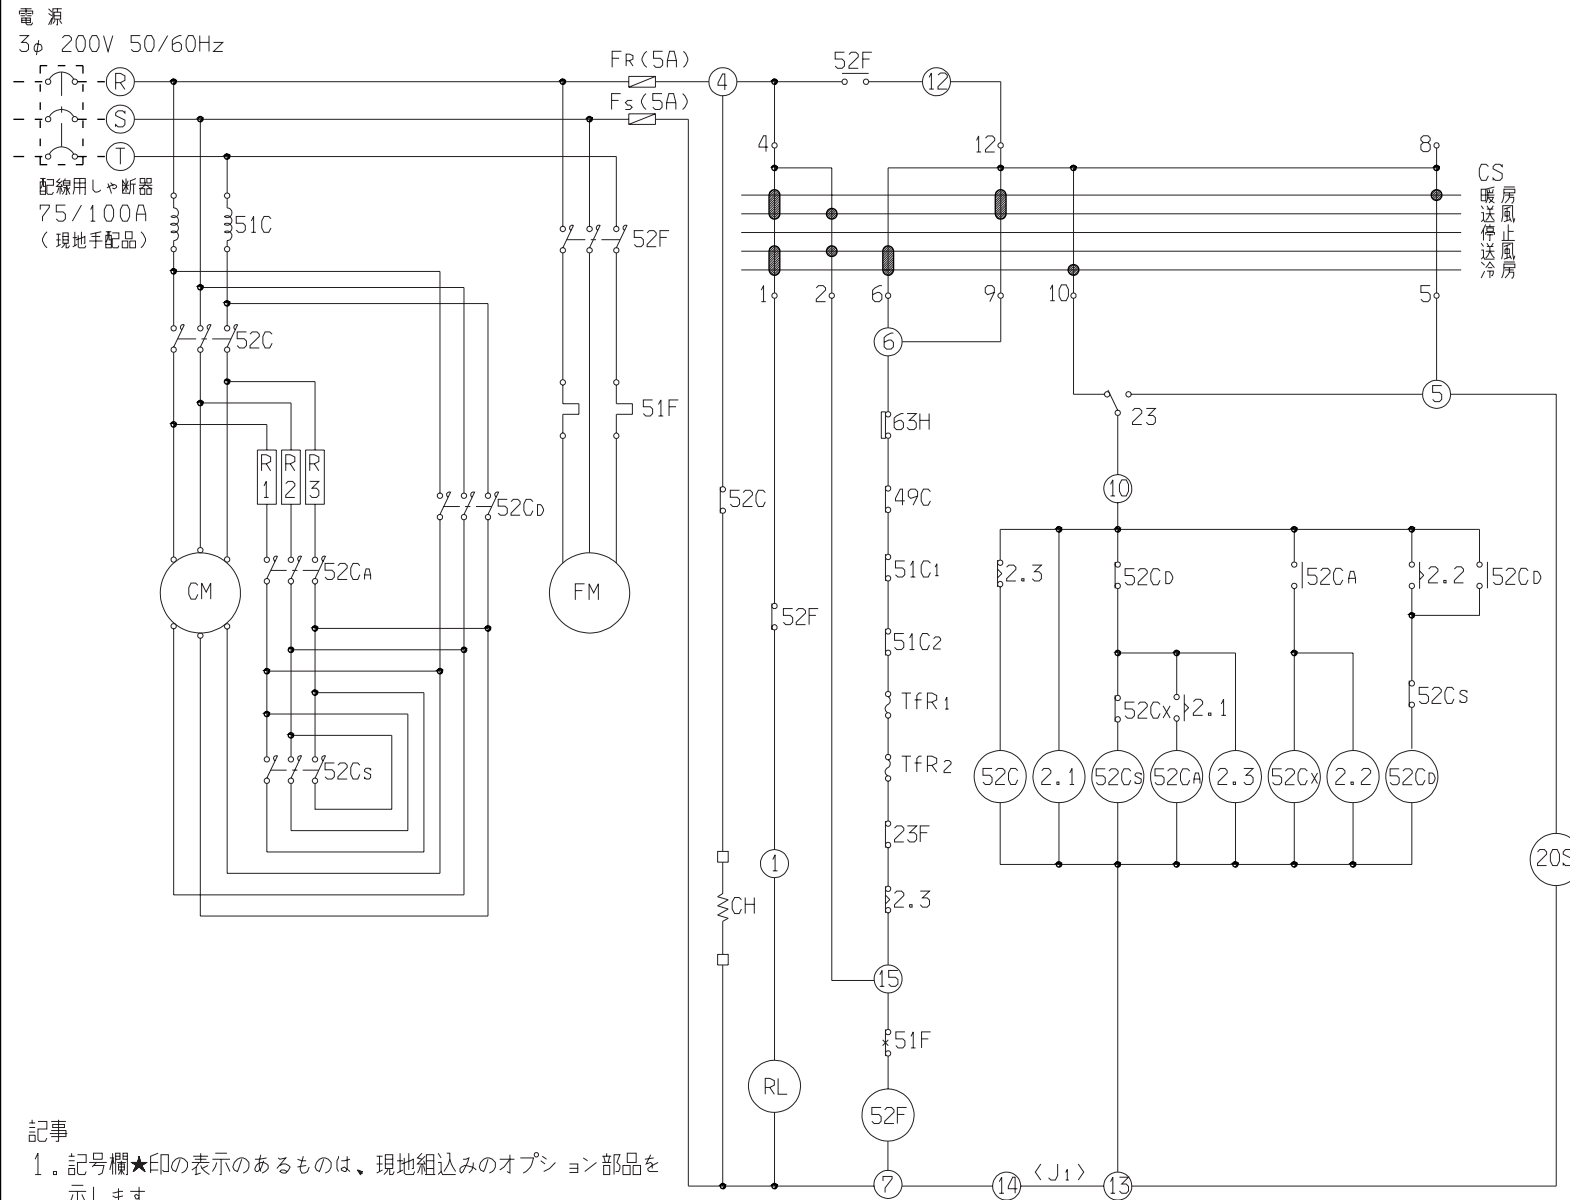 電 源
3φ 200V 50/60Hz
R
S
T
配線用しゃ断器
75/100A
(現地手配品)
51C
52C
R1
R2
R3
52CA
52CD
CM
52CS
FR(5A)
FS(5A)
52F
51F
FM
4
52F
12
4
12
8
CS
暖房
送風
停止
送風
冷房
1
2
6
9
10
5
6
5
23
63H
49C
51C1
51C2
TfR1
TfR2
23F
2.3
15
51F
52F
7
52C
CH
52F
1
RL
10
2.3
52CD
52CA
2.2
52CD
52CX
2.1
52CS
52C
2.1
52CS
52CA
2.3
52CX
2.2
52CD
20S
14
〈J1〉
13
記事
1.記号欄★印の表示のあるものは、現地組込みのオプション部品を
示します